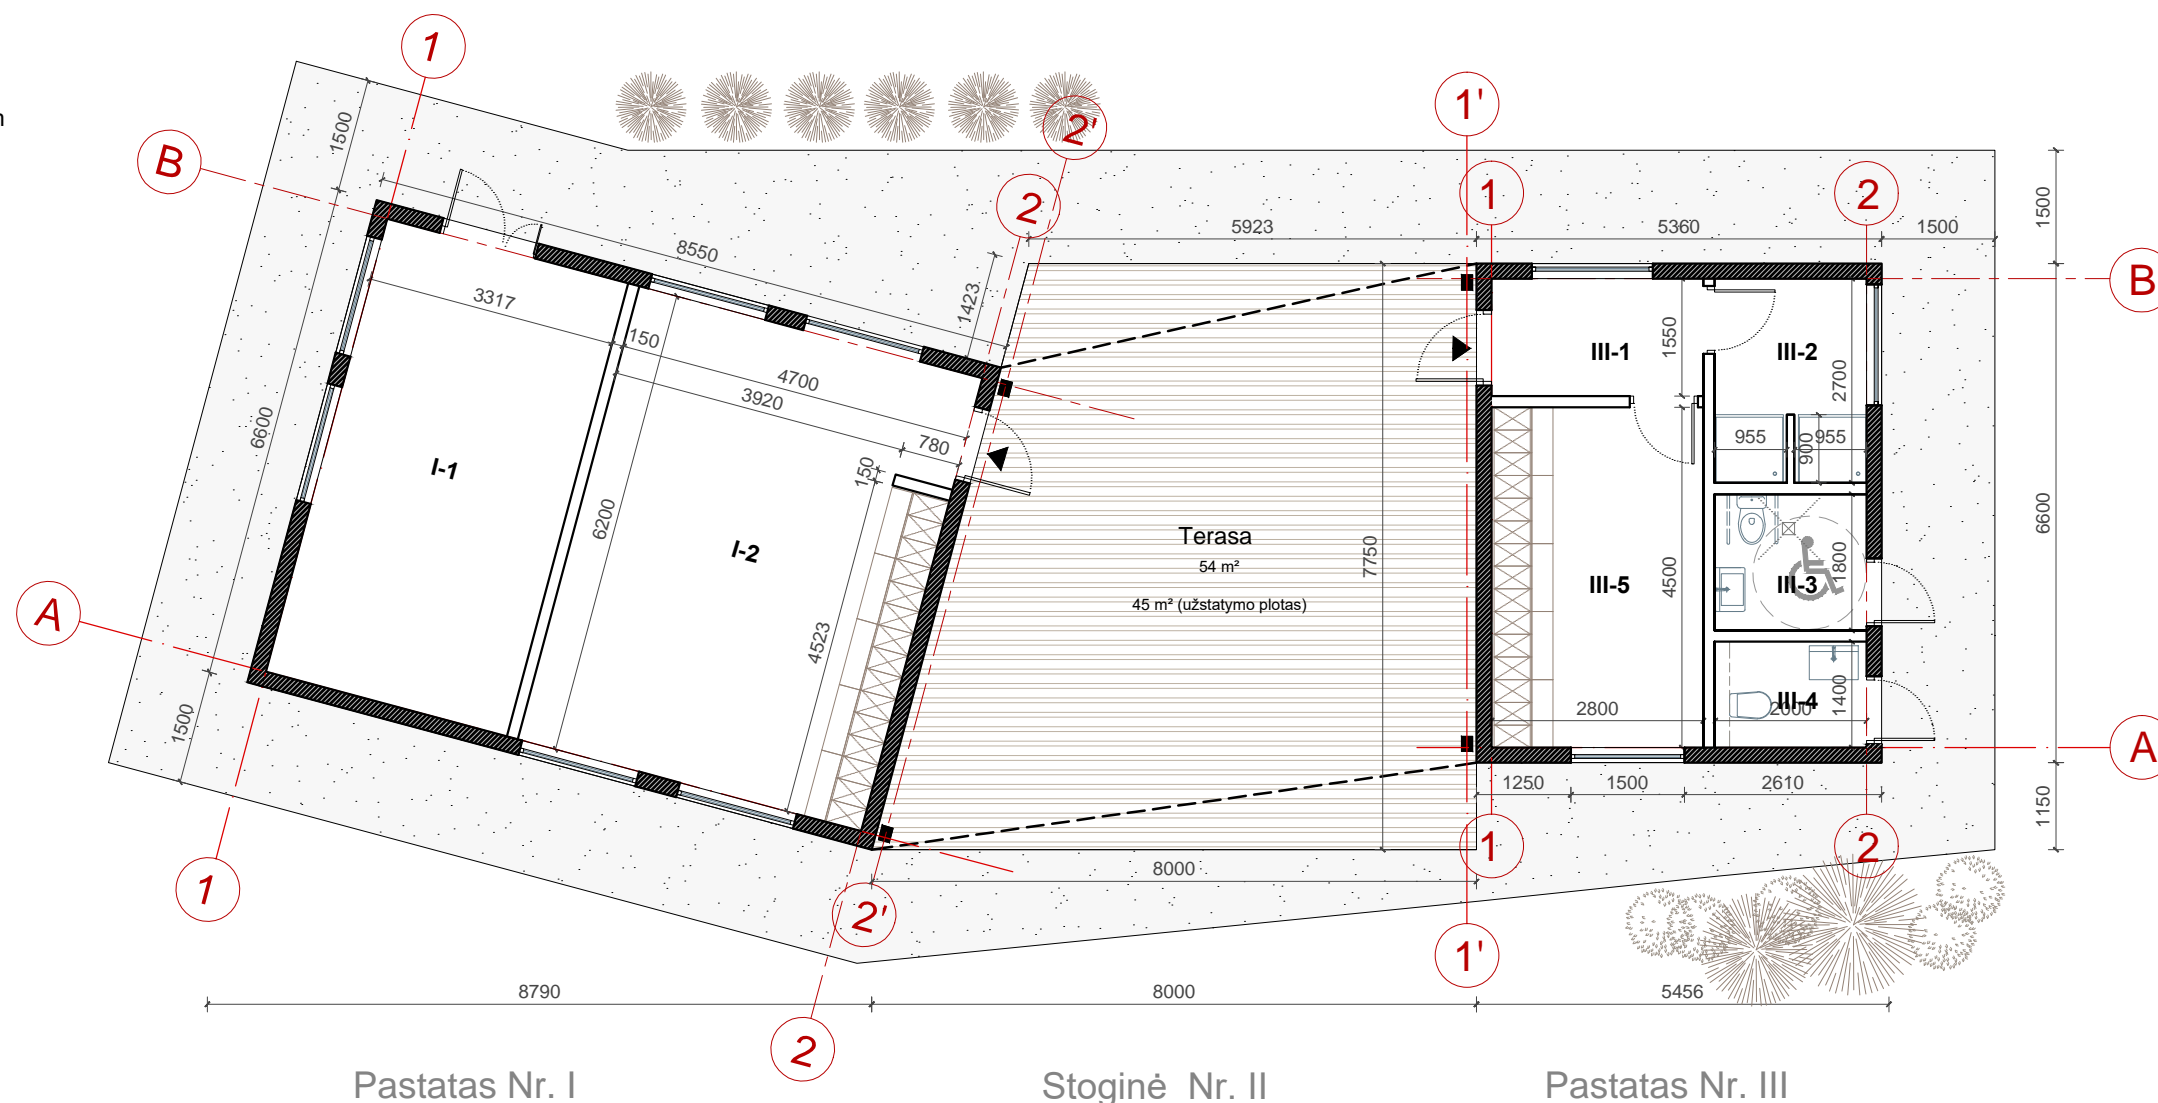 1
1'
n
1500
2'
B
1
2
1500
2
5923
5360
1500
8550
B
3317
1423
150
1550
III-1
III-2
4700
2700
3920
6600
780
955
900
955
I-1
150
6200
6600
I-2
Terasa
7750
54 m²
1800
4500
III-5
III-3
45 m² (užstatymo plotas)
A
4523
1400
III-4
2800
2000
1500
A
1250
1500
2610
1150
1
2
8000
1
2'
1'
8790
8000
5456
2
Pastatas Nr. I
Stoginė Nr. II
Pastatas Nr. III